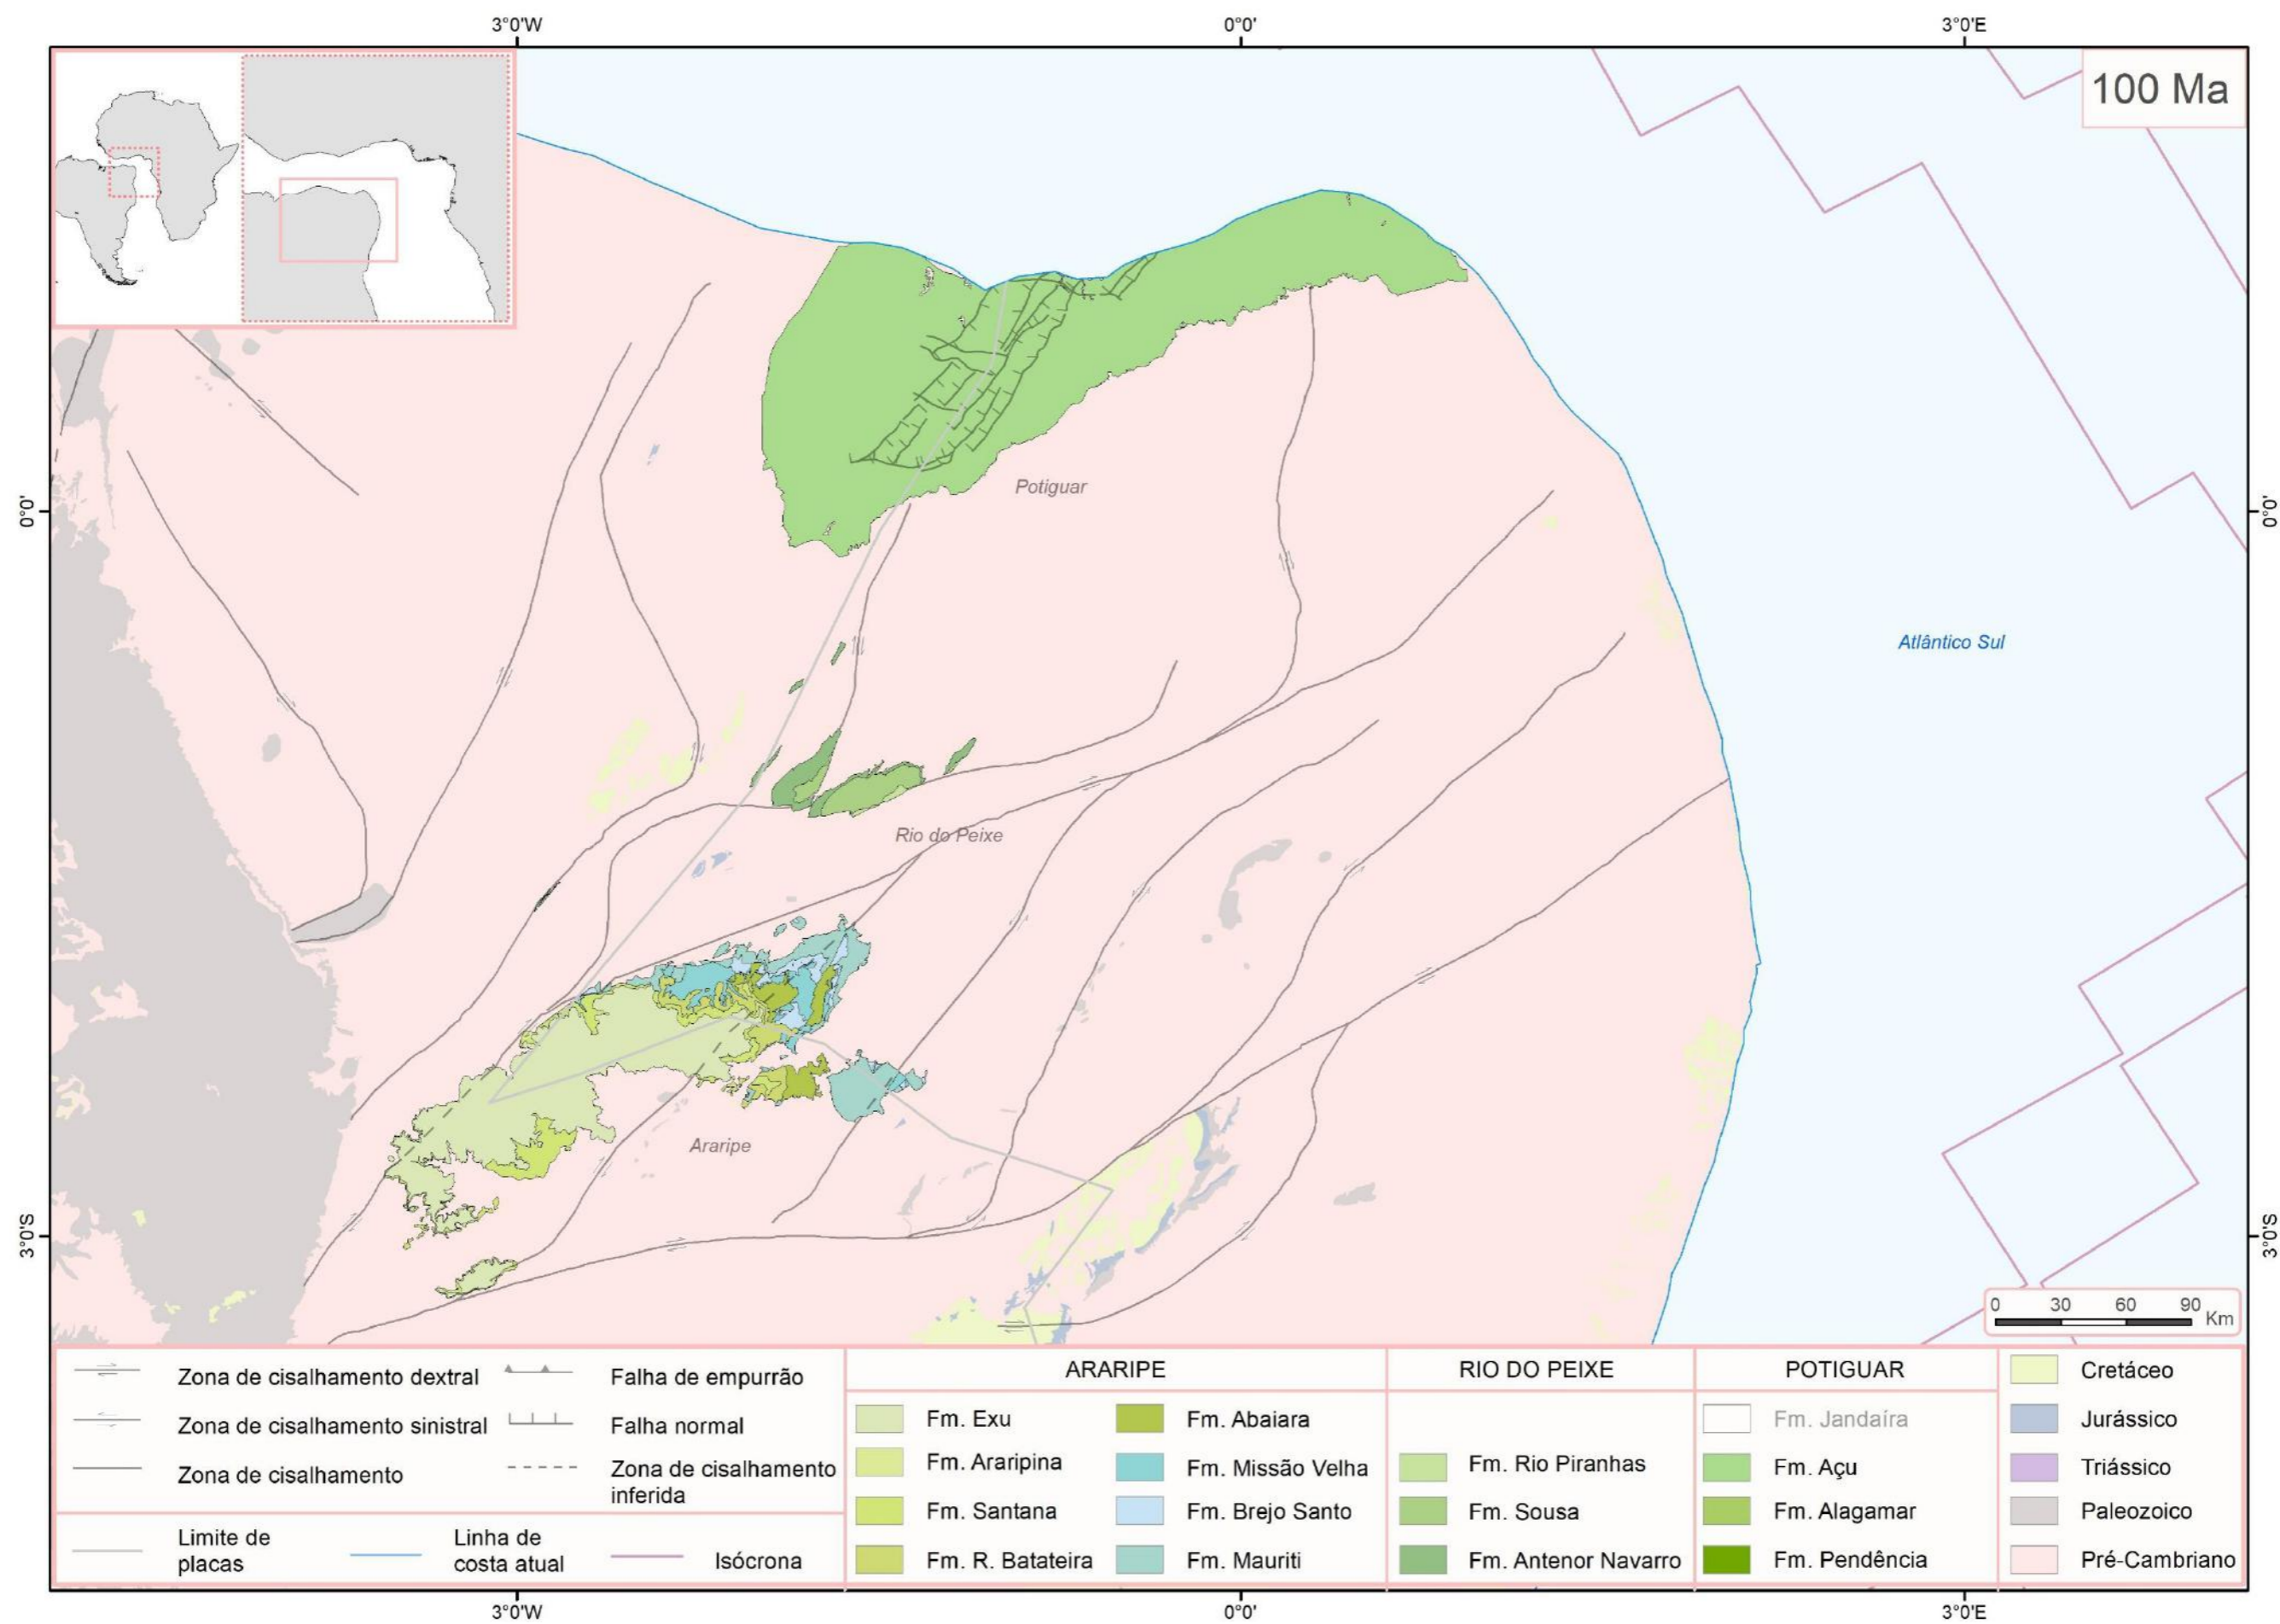 3°0'W
0°0'
3°0'E
100 Ma
0°0'
0°0'
Potiguar
Atlântico Sul
Rio do Peixe
Araripe
3°0'S
3°0'S
0 30 60 90 Km
Zona de cisalhamento dextral
Falha de empurrão
Zona de cisalhamento sinistral
Falha normal
Zona de cisalhamento
Zona de cisalhamento
inferida
Limite de
placas
Linha de
costa atual
Isócrona
ARARIPE
Fm. Exu
Fm. Araripina
Fm. Santana
Fm. R. Batateira
Fm. Abaiara
Fm. Missão Velha
Fm. Brejo Santo
Fm. Mauriti
RIO DO PEIXE
Fm. Rio Piranhas
Fm. Sousa
Fm. Antenor Navarro
POTIGUAR
Fm. Jandaíra
Fm. Açu
Fm. Alagamar
Fm. Pendência
Cretáceo
Jurássico
Triássico
Paleozoico
Pré-Cambriano
3°0'W
0°0'
3°0'E